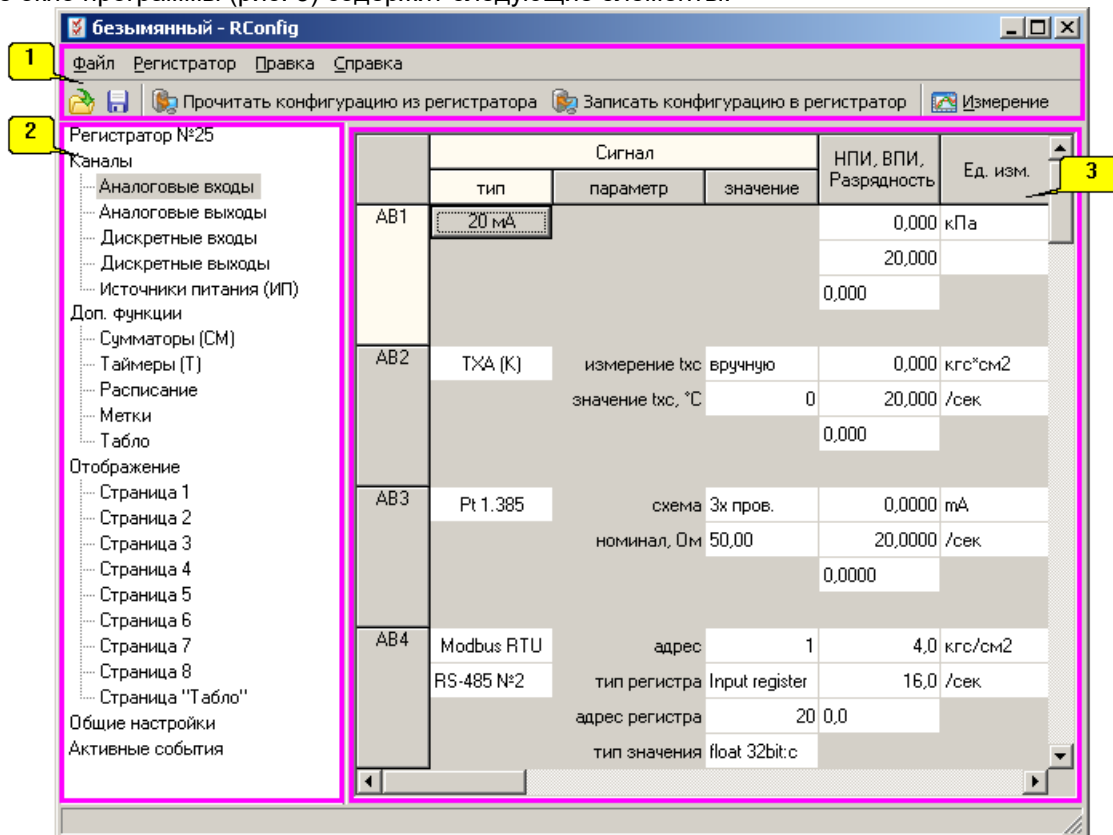 окно программы (рис. 3) содержит следующие элементы:
безымянный - RConfig
1
Файл Регистратор Правка Справка
Прочитать конфигурацию из регистратора Записать конфигурацию в регистратор Измерение
2
Регистратор №25
Каналы
Аналоговые входы
Аналоговые выходы
Дискретные входы
Дискретные выходы
Источники питания (ИП)
Доп. функции
Сумматоры (СМ)
Таймеры (Т)
Расписание
Метки
Табло
Отображение
Страница 1
Страница 2
Страница 3
Страница 4
Страница 5
Страница 6
Страница 7
Страница 8
Страница "Табло"
Общие настройки
Активные события
3
Сигнал НПИ, ВПИ, Ед. изм.
тип параметр значение Разрядность
АВ1 20 мА 0,000 кПа
20,000
0,000
АВ2 ТХА (К) измерение txc вручную 0,000 кгс*см2
значение txc, °C 0 20,000 /сек
0,000
АВ3 Pt 1.385 схема 3х пров. 0,0000 mA
номинал, Ом 50,00 20,0000 /сек
0,0000
АВ4 Modbus RTU адрес 1 4,0 кгс/см2
RS-485 №2 тип регистра Input register 16,0 /сек
адрес регистра 20 0,0
тип значения float 32bit:c